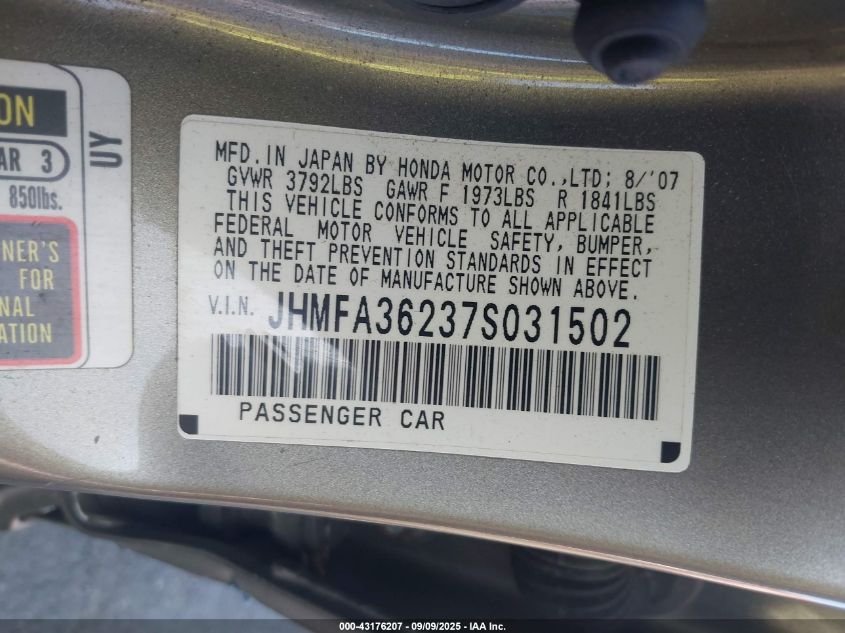 ON
AR 3
850lbs.
NER'S
FOR
NAL
ATION
UY
MFD. IN JAPAN BY HONDA MOTOR CO.,LTD; 8/'07
GVWR 3792LBS GAWR F 1973LBS R 1841LBS
THIS VEHICLE CONFORMS TO ALL APPLICABLE
FEDERAL MOTOR VEHICLE SAFETY, BUMPER,
AND THEFT PREVENTION STANDARDS IN EFFECT
ON THE DATE OF MANUFACTURE SHOWN ABOVE.
V.I.N. JHMFA36237S031502
PASSENGER CAR
000-43176207 - 09/09/2025 - IAA Inc.